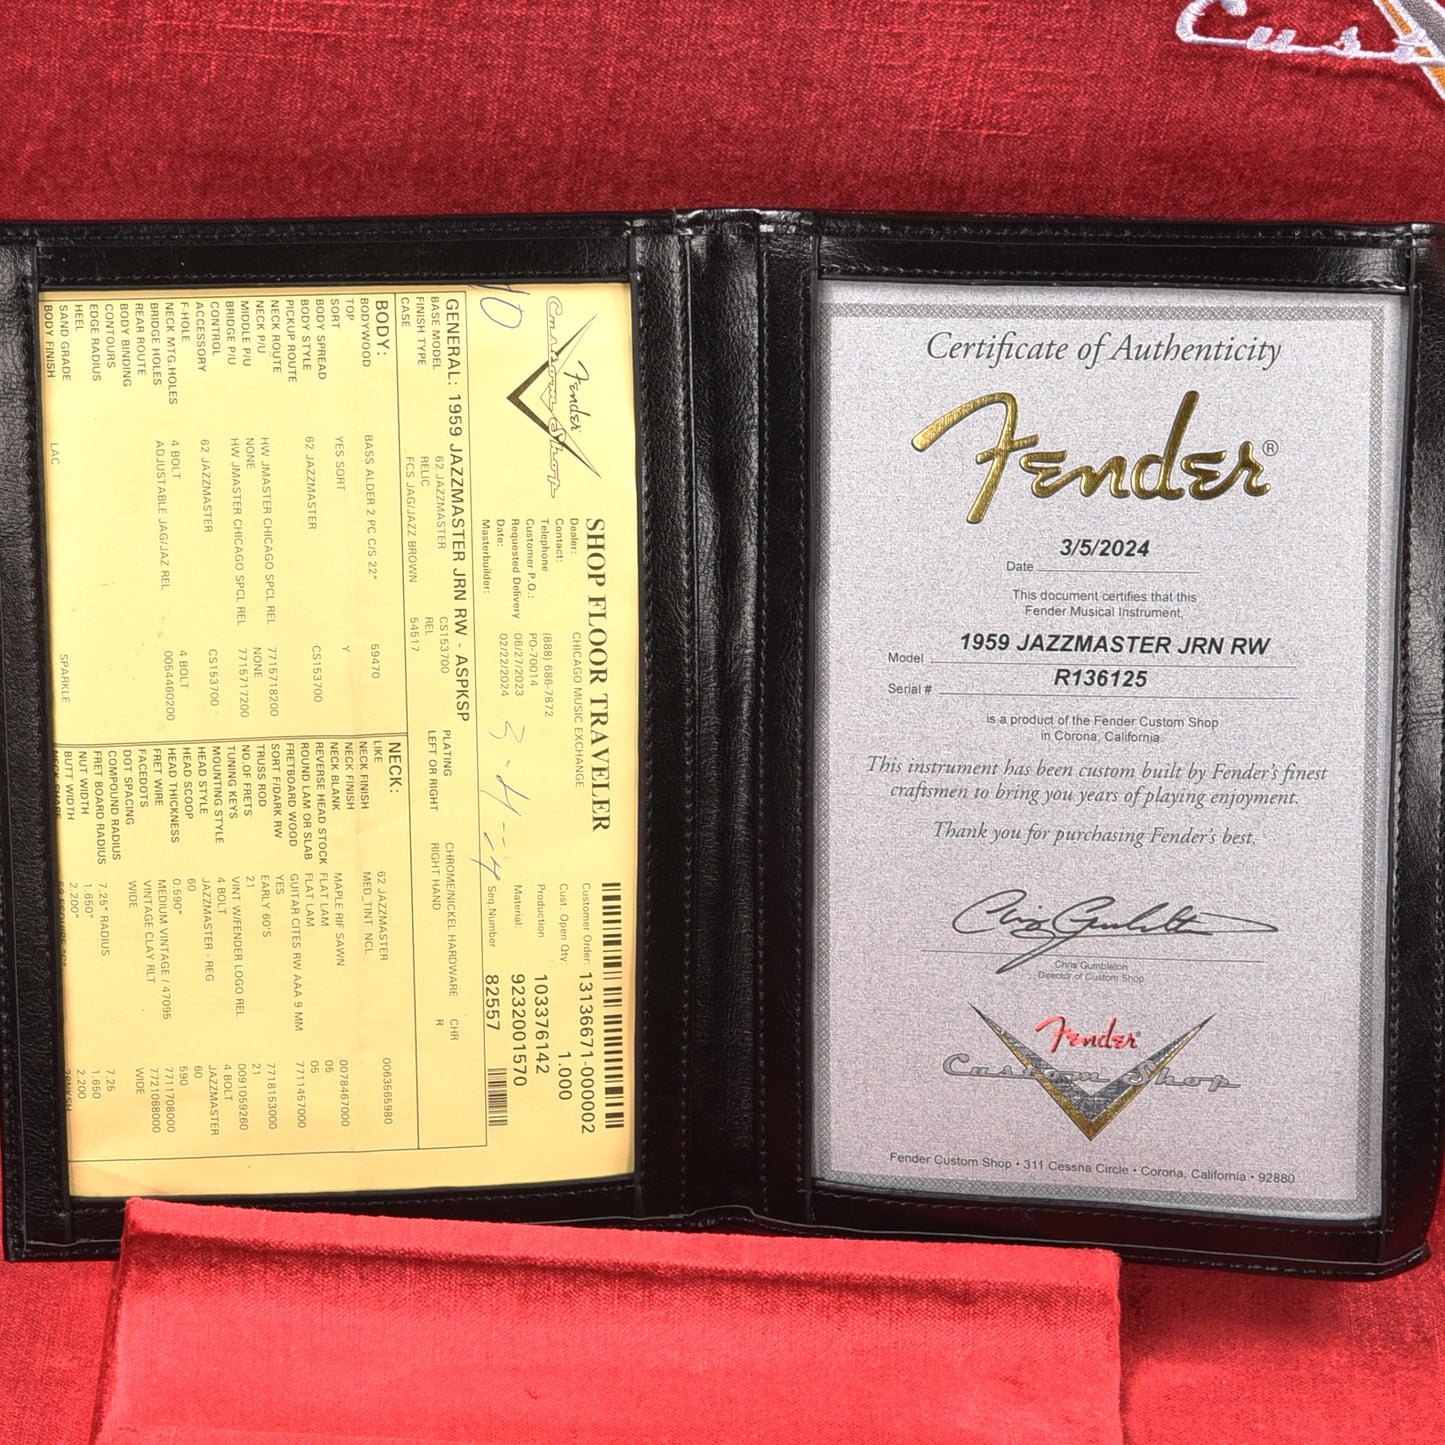 Cus
Fender
Custom Shop
SHOP FLOOR TRAVELER
Dealer: CHICAGO MUSIC EXCHANGE
Contact:
Telephone (888) 686-7872
Customer P.O.: PO-70014
Requested Delivery 06/27/2023
Date: 02/22/2024 3-4-24
Masterbuilder:
Customer Order: 13136671-000002
Cust. Open Qty: 1.000
Production 103376142
Material: 9232001570
Seq.Number 82557
GENERAL: 1959 JAZZMASTER JRN RW - ASPKSP
BASE MODEL 62 JAZZMASTER CS153700 PLATING CHROME/NICKEL HARDWARE CHR
FINISH TYPE RELIC REL LEFT OR RIGHT RIGHT HAND R
CASE FCS JAG/JAZZ BROWN 54517
BODY:
BODYWOOD BASS ALDER 2 PC C/S 22" 59470
TOP
SORT YES SORT Y
BODY SPREAD
BODY STYLE 62 JAZZMASTER CS153700
PICKUP ROUTE
NECK ROUTE
NECK P/U HW JMASTER CHICAGO SPCL REL 7715718200
MIDDLE P/U NONE NONE
BRIDGE P/U HW JMASTER CHICAGO SPCL REL 7715717200
CONTROL
ACCESSORY 62 JAZZMASTER CS153700
F-HOLE
NECK MTG.HOLES 4 BOLT 4 BOLT
BRIDGE HOLES ADJUSTABLE JAG/JAZ REL 0054460200
REAR ROUTE
BODY BINDING
CONTOURS
EDGE RADIUS
HEEL
SAND GRADE
BODY FINISH LAC SPARKLE
NECK:
LIKE 62 JAZZMASTER 0063565980
NECK FINISH MED_TINT NCL
NECK FINISH
NECK BLANK MAPLE RIF SAWN 0078467000
REVERSE HEAD STOCK
ROUND LAM OR SLAB FLAT LAM FLAT LAM 05 05
FRETBOARD WOOD GUITAR CITES RW AAA 9 MM 7711457000
SORT F/DARK RW YES
TRUSS ROD EARLY 60'S 7718153000
NO.OF FRETS 21 21
TUNING KEYS VINT W/FENDER LOGO REL 0091059260
MOUNTING STYLE 4 BOLT 4 BOLT
HEAD STYLE JAZZMASTER - REG JAZZMASTER
HEAD SCOOP 60 60
HEAD THICKNESS 0.590" 590
FRET WIRE MEDIUM VINTAGE / 47095 7711708000
FACEDOTS VINTAGE CLAY RLT 7721068000
DOT SPACING WIDE WIDE
COMPOUND RADIUS
FRET BOARD RADIUS 7.25" RADIUS 7.25
NUT WIDTH 1.650" 1.650
BUTT WIDTH 2.200" 2.200
Certificate of Authenticity
Fender®
3/5/2024
Date
This document certifies that this
Fender Musical Instrument,
Model 1959 JAZZMASTER JRN RW
Serial # R136125
is a product of the Fender Custom Shop
in Corona, California.
This instrument has been custom built by Fender's finest
craftsmen to bring you years of playing enjoyment.
Thank you for purchasing Fender's best.
Chris Gumbleton
Director of Custom Shop
Fender
Custom Shop
Fender Custom Shop • 311 Cessna Circle • Corona, California • 92880